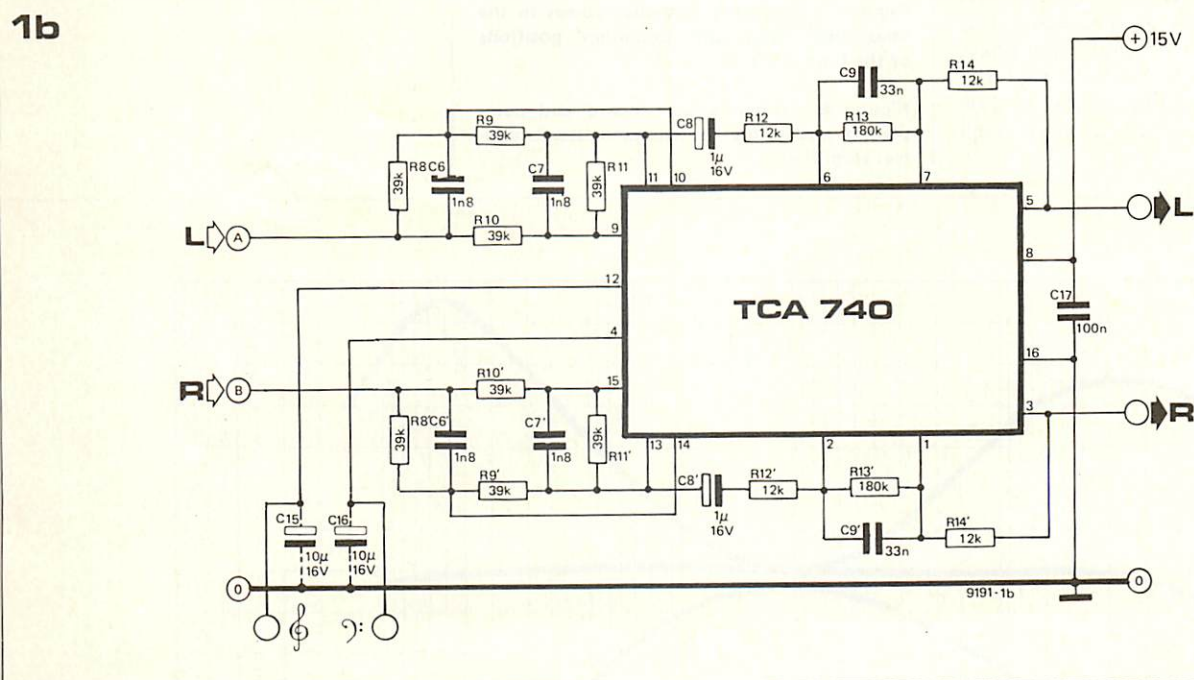 1b
+ 15V
C9
33n
R14
12k
R9
39k
C8
R12
12k
R13
180k
R8
39k
C6
1n8
C7
1n8
R11
39k
1µ
16V
11
10
6
7
L
A
R10
39k
9
5
L
12
8
TCA 740
C17
100n
4
16
R
B
R10'
39k
15
3
R
R8'
39k
C6'
1n8
C7'
1n8
39k
R11'
13
14
2
1
R9'
39k
C8'
R12'
12k
R13'
180k
1µ
16V
C9'
33n
R14'
12k
C15
10µ
16V
C16
10µ
16V
0
0
9191-1b